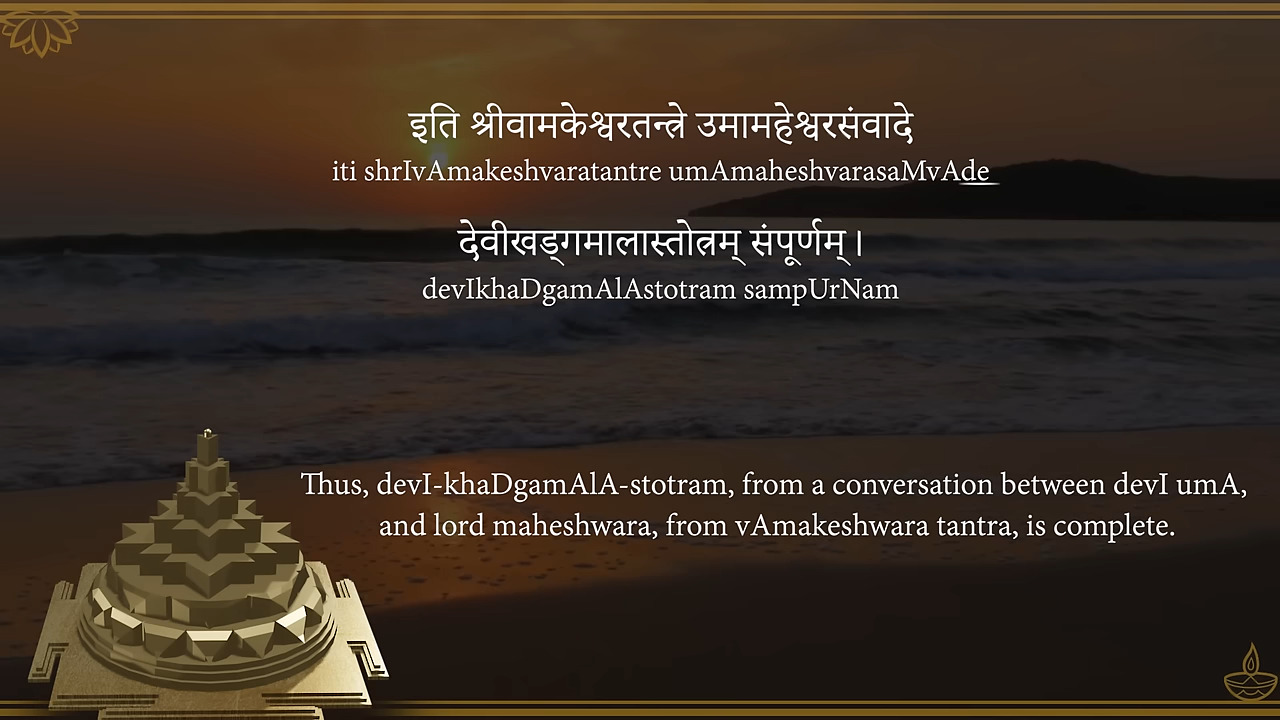 इति श्रीवामकेश्वरतन्त्रे उमामहेश्वरसंवादे
iti shrIvAmakeshvaratantre umAmaheshvarasaMvAde
देवीखड्गमालास्तोत्रम् संपूर्णम् ।
devIkhaDgamAlAstotram sampUrNam
Thus, devI-khaDgamAlA-stotram, from a conversation between devI umA,
and lord maheshwara, from vAmakeshwara tantra, is complete.